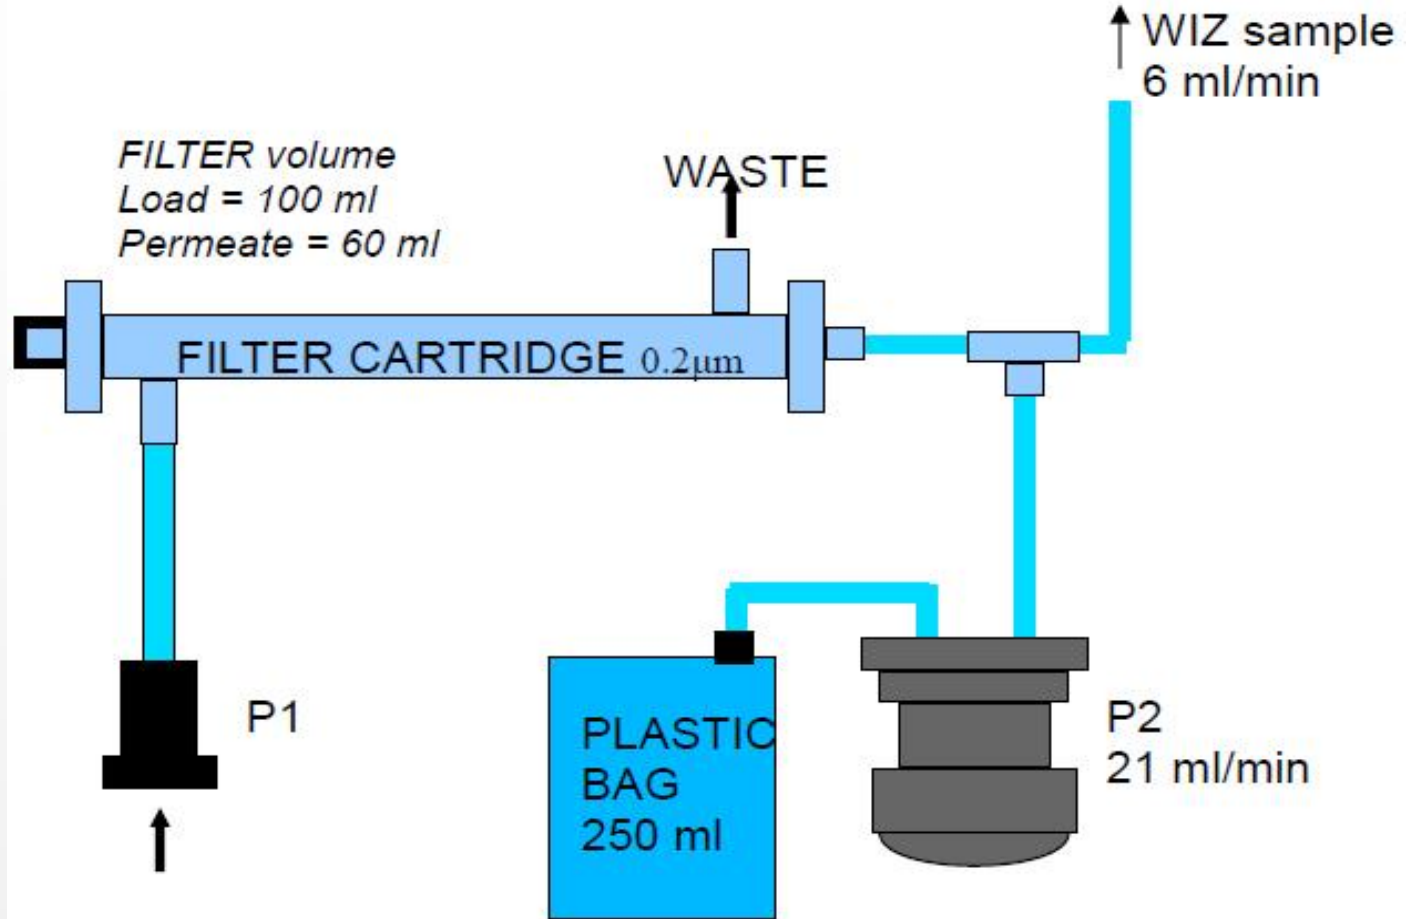 WIZ sample
6 ml/min
FILTER volume
Load = 100 ml
Permeate = 60 ml
WASTE
FILTER CARTRIDGE 0.2µm
P1
PLASTIC
BAG
250 ml
P2
21 ml/min